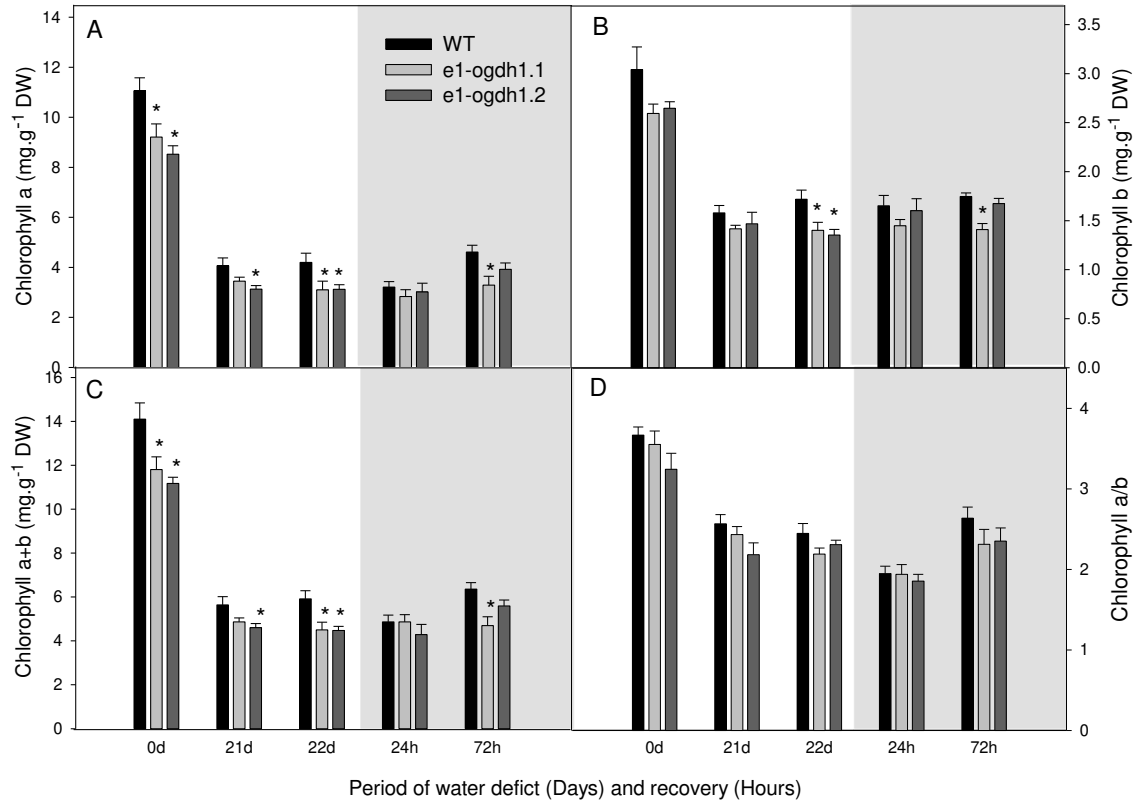 A
WT
e1-ogdh1.1
e1-ogdh1.2
* *
*
* *
*
Chlorophyll a (mg.g⁻¹ DW)
14
12
10
8
6
4
2
0
B
* *
*
Chlorophyll b (mg.g⁻¹ DW)
3.5
3.0
2.5
2.0
1.5
1.0
0.5
0.0
C
* *
*
* *
*
Chlorophyll a+b (mg.g⁻¹ DW)
16
14
12
10
8
6
4
2
0
0d 21d 22d 24h 72h
D
Chlorophyll a/b
4
3
2
1
0
0d 21d 22d 24h 72h
Period of water defict (Days) and recovery (Hours)